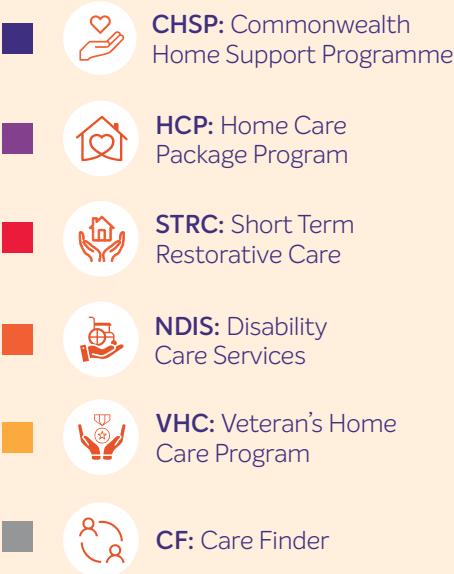 CHSP: Commonwealth
Home Support Programme
HCP: Home Care
Package Program
STRC: Short Term
Restorative Care
NDIS: Disability
Care Services
VHC: Veteran’s Home
Care Program
CF: Care Finder